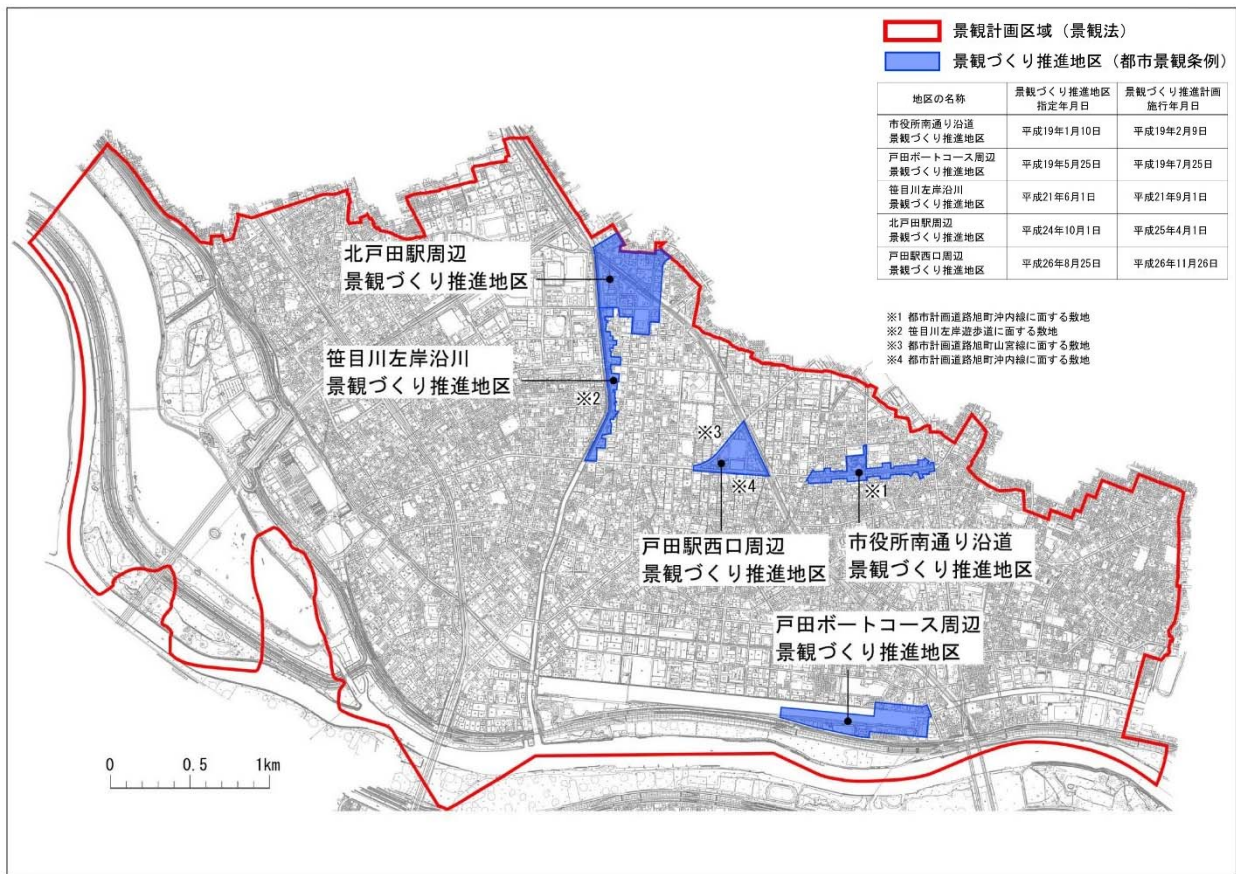 景観計画区域（景観法）
景観づくり推進地区（都市景観条例）
地区の名称
景観づくり推進地区
指定年月日
景観づくり推進計画
施行年月日
市役所南通り沿道
景観づくり推進地区
平成19年1月10日
平成19年2月9日
戸田ボートコース周辺
景観づくり推進地区
平成19年5月25日
平成19年7月25日
笹目川左岸沿川
景観づくり推進地区
平成21年6月1日
平成21年9月1日
北戸田駅周辺
景観づくり推進地区
平成24年10月1日
平成25年4月1日
戸田駅西口周辺
景観づくり推進地区
平成26年8月25日
平成26年11月26日
※1 都市計画道路旭町沖内線に面する敷地
※2 笹目川左岸遊歩道に面する敷地
※3 都市計画道路旭町山宮線に面する敷地
※4 都市計画道路旭町沖内線に面する敷地
北戸田駅周辺
景観づくり推進地区
笹目川左岸沿川
景観づくり推進地区
※2
※3
※4
※1
戸田駅西口周辺
景観づくり推進地区
市役所南通り沿道
景観づくり推進地区
戸田ボートコース周辺
景観づくり推進地区
0 0.5 1km